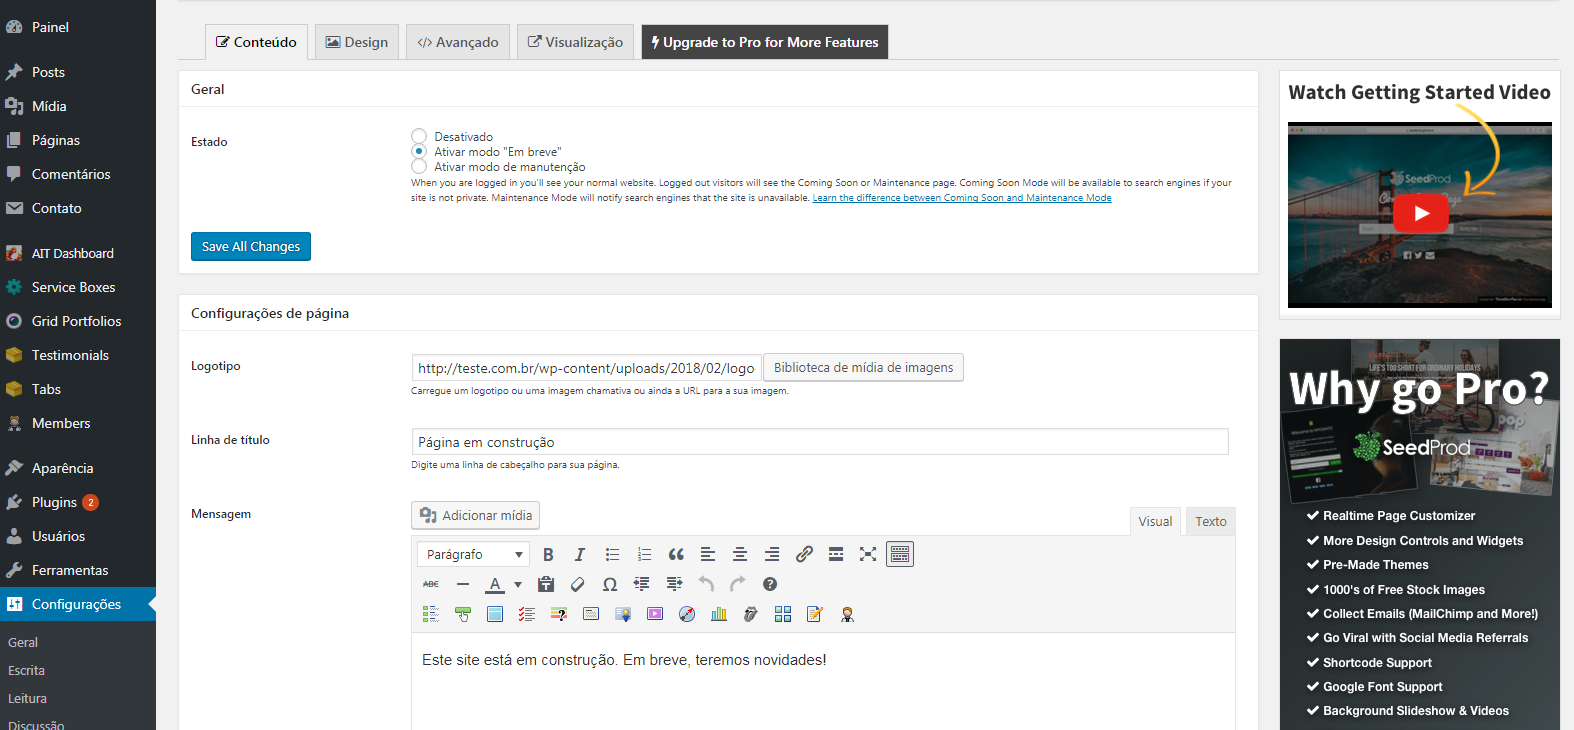 Painel
Posts
Mídia
Páginas
Comentários
Contato
AIT Dashboard
Service Boxes
Grid Portfolios
Testimonials
Tabs
Members
Aparência
Plugins 2
Usuários
Ferramentas
Configurações
Geral
Escrita
Leitura
Discussão
Conteúdo
Design
Avançado
Visualização
Upgrade to Pro for More Features
Geral
Estado
Desativado
Ativar modo "Em breve"
Ativar modo de manutenção
When you are logged in you'll see your normal website. Logged out visitors will see the Coming Soon or Maintenance page. Coming Soon Mode will be available to search engines if your
site is not private. Maintenance Mode will notify search engines that the site is unavailable. Learn the difference between Coming Soon and Maintenance Mode
Save All Changes
Configurações de página
Logotipo
http://teste.com.br/wp-content/uploads/2018/02/logo
Biblioteca de mídia de imagens
Carregue um logotipo ou uma imagem chamativa ou ainda a URL para a sua imagem.
Linha de título
Página em construção
Digite uma linha de cabeçalho para sua página.
Mensagem
Adicionar mídia
Visual
Texto
Parágrafo
B
I
ABC
A
Este site está em construção. Em breve, teremos novidades!
Watch Getting Started Video
SeedProd
Why go Pro?
SeedProd
Realtime Page Customizer
More Design Controls and Widgets
Pre-Made Themes
1000's of Free Stock Images
Collect Emails (MailChimp and More!)
Go Viral with Social Media Referrals
Shortcode Support
Google Font Support
Background Slideshow & Videos